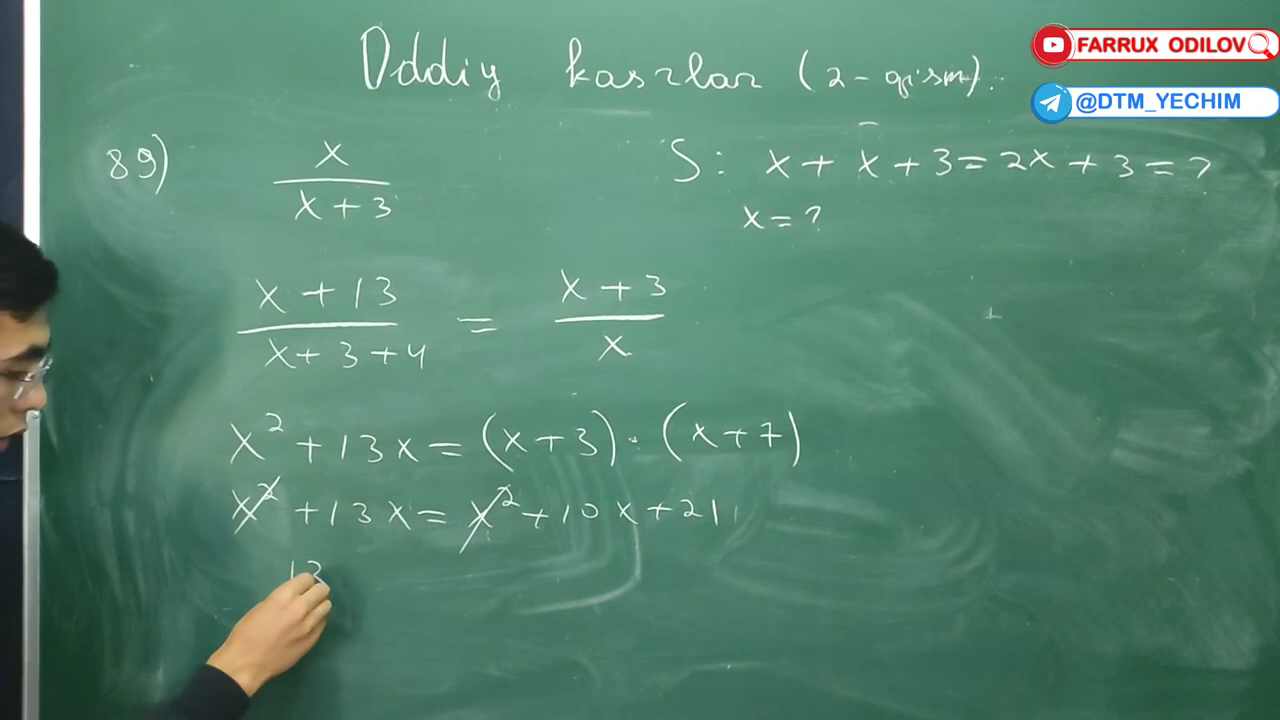 Oddiy kasrlar (2-qism).
FARRUX ODILOV
@DTM_YECHIM
89) x / x + 3
S: x + x + 3 = 2x + 3 = ?
x = ?
x + 13 / x + 3 + 4 = x + 3 / x
x² + 13x = (x + 3) · (x + 7)
x² + 13x = x² + 10x + 21
13